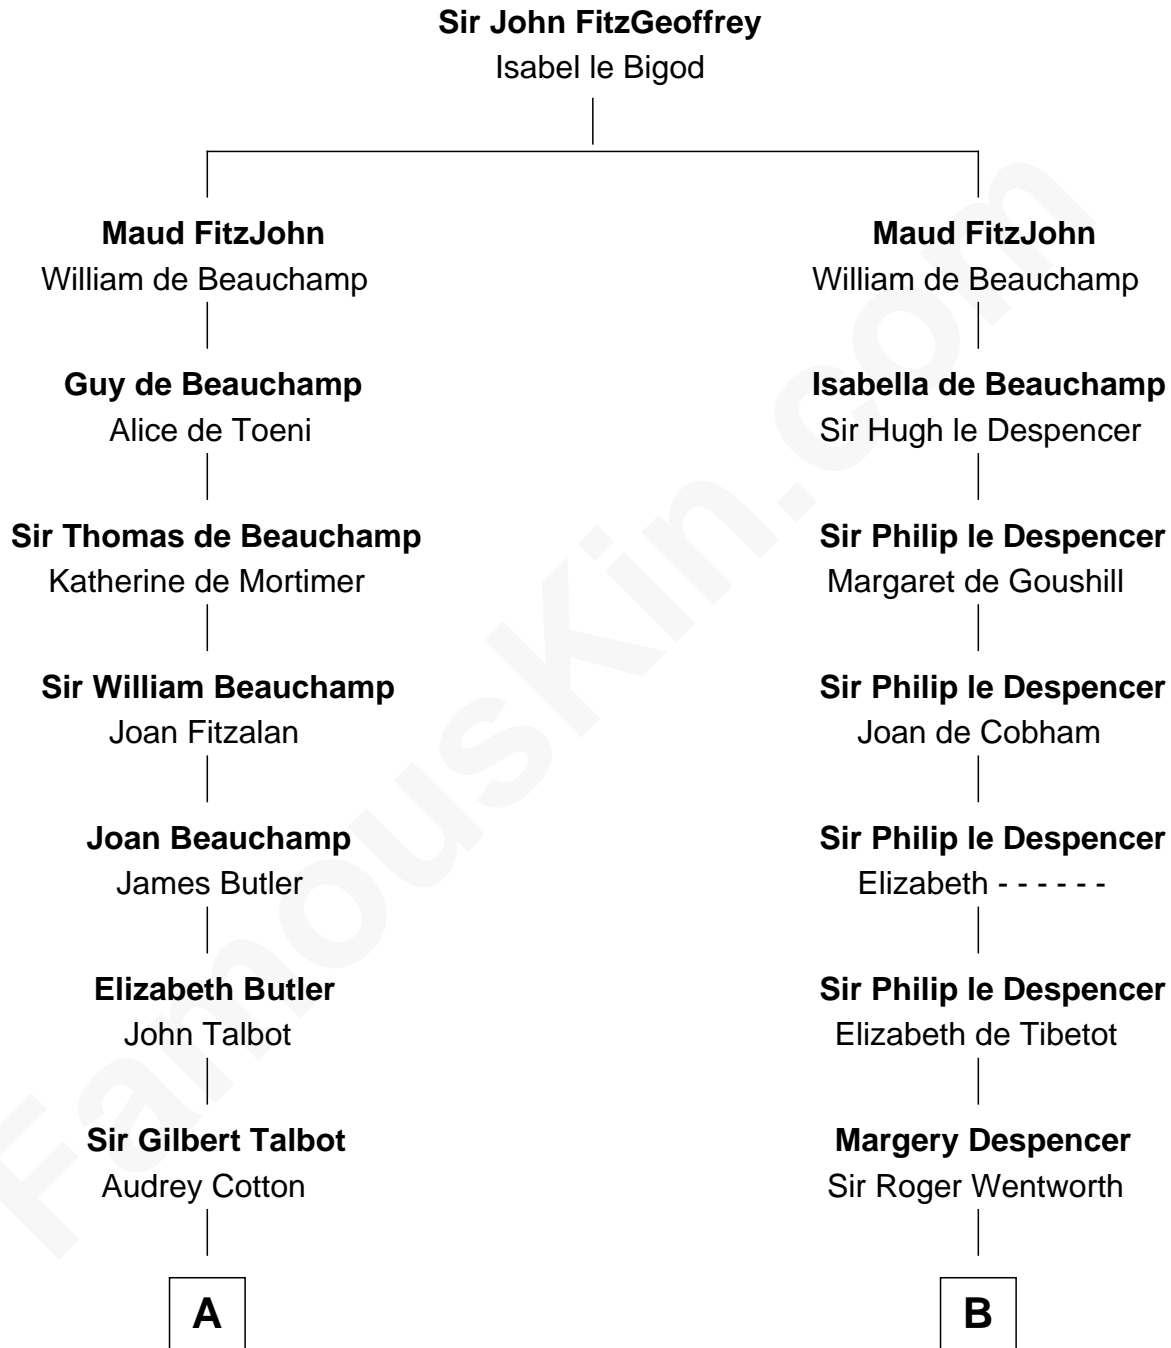 Sir John FitzGeoffrey
Isabel le Bigod
Maud FitzJohn
William de Beauchamp
Maud FitzJohn
William de Beauchamp
Guy de Beauchamp
Alice de Toeni
Isabella de Beauchamp
Sir Hugh le Despencer
Sir Thomas de Beauchamp
Katherine de Mortimer
Sir Philip le Despencer
Margaret de Goushill
Sir William Beauchamp
Joan Fitzalan
Sir Philip le Despencer
Joan de Cobham
Joan Beauchamp
James Butler
Sir Philip le Despencer
Elizabeth - - - - - -
Elizabeth Butler
John Talbot
Sir Philip le Despencer
Elizabeth de Tibetot
Sir Gilbert Talbot
Audrey Cotton
Margery Despencer
Sir Roger Wentworth
A
B
FamousKin.com